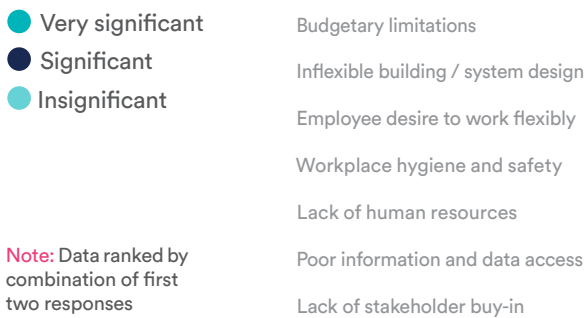 Very significant
Significant
Insignificant
Note: Data ranked by
combination of first
two responses
Budgetary limitations
Inflexible building / system design
Employee desire to work flexibly
Workplace hygiene and safety
Lack of human resources
Poor information and data access
Lack of stakeholder buy-in